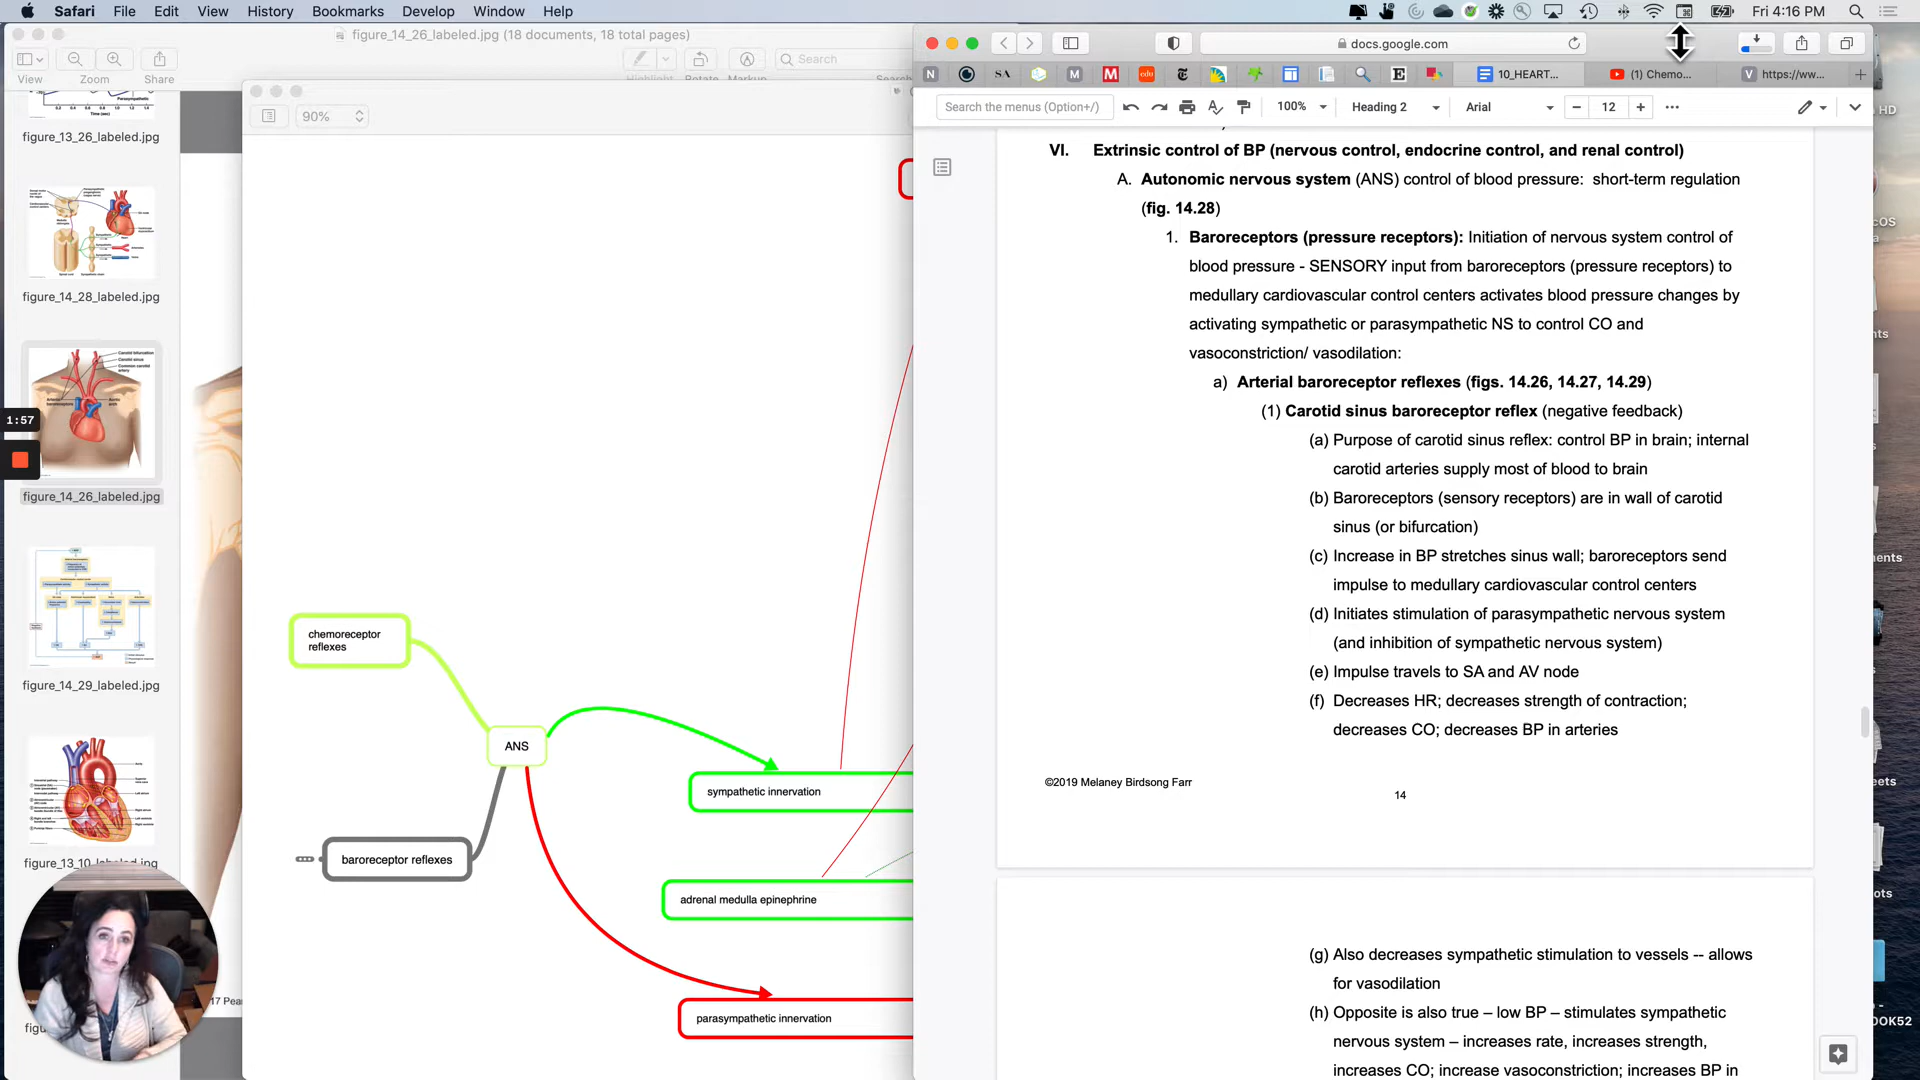 Safari File Edit View History Bookmarks Develop Window Help
Fri 4:16 PM
figure_14_26_labeled.jpg (18 documents, 18 total pages)
View Zoom Share Highlight Rotate Markup Search
90%
figure_13_26_labeled.jpg
figure_14_28_labeled.jpg
figure_14_26_labeled.jpg
figure_14_29_labeled.jpg
figure_13_10_labeled.jpg
1:57
17 Pear
chemoreceptor
reflexes
ANS
sympathetic innervation
baroreceptor reflexes
adrenal medulla epinephrine
parasympathetic innervation
docs.google.com
10_HEART...
(1) Chemo...
https://ww...
Search the menus (Option+/)
100%
Heading 2
Arial
12
VI. Extrinsic control of BP (nervous control, endocrine control, and renal control)
A. Autonomic nervous system (ANS) control of blood pressure: short-term regulation
(fig. 14.28)
1. Baroreceptors (pressure receptors): Initiation of nervous system control of
blood pressure - SENSORY input from baroreceptors (pressure receptors) to
medullary cardiovascular control centers activates blood pressure changes by
activating sympathetic or parasympathetic NS to control CO and
vasoconstriction/ vasodilation:
a) Arterial baroreceptor reflexes (figs. 14.26, 14.27, 14.29)
(1) Carotid sinus baroreceptor reflex (negative feedback)
(a) Purpose of carotid sinus reflex: control BP in brain; internal
carotid arteries supply most of blood to brain
(b) Baroreceptors (sensory receptors) are in wall of carotid
sinus (or bifurcation)
(c) Increase in BP stretches sinus wall; baroreceptors send
impulse to medullary cardiovascular control centers
(d) Initiates stimulation of parasympathetic nervous system
(and inhibition of sympathetic nervous system)
(e) Impulse travels to SA and AV node
(f) Decreases HR; decreases strength of contraction;
decreases CO; decreases BP in arteries
©2019 Melaney Birdsong Farr
14
(g) Also decreases sympathetic stimulation to vessels -- allows
for vasodilation
(h) Opposite is also true – low BP – stimulates sympathetic
nervous system – increases rate, increases strength,
increases CO; increase vasoconstriction; increases BP in